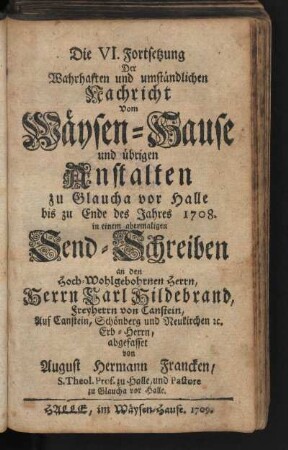 Die VI. Fortsetzung
Der
Wahrhaften und umständlichen
Nachricht
Vom
Wäysen-Hause
und übrigen
Anstalten
zu Glaucha vor Halle
bis zu Ende des Jahres 1708.
in einem abermaligen
Send-Schreiben
an den
Hoch-Wohlgebohrnen Herrn,
Herrn Carl Hildebrand,
Freyherrn von Canstein,
Auf Canstein, Schönberg und Neukirchen ꝛc.
Erb-Herrn,
abgefasset
von
August Hermann Francken,
S. Theol. Prof. zu Halle, und Pastore
zu Glaucha vor Halle.
HALLE, im Wäysen-Hause. 1709.